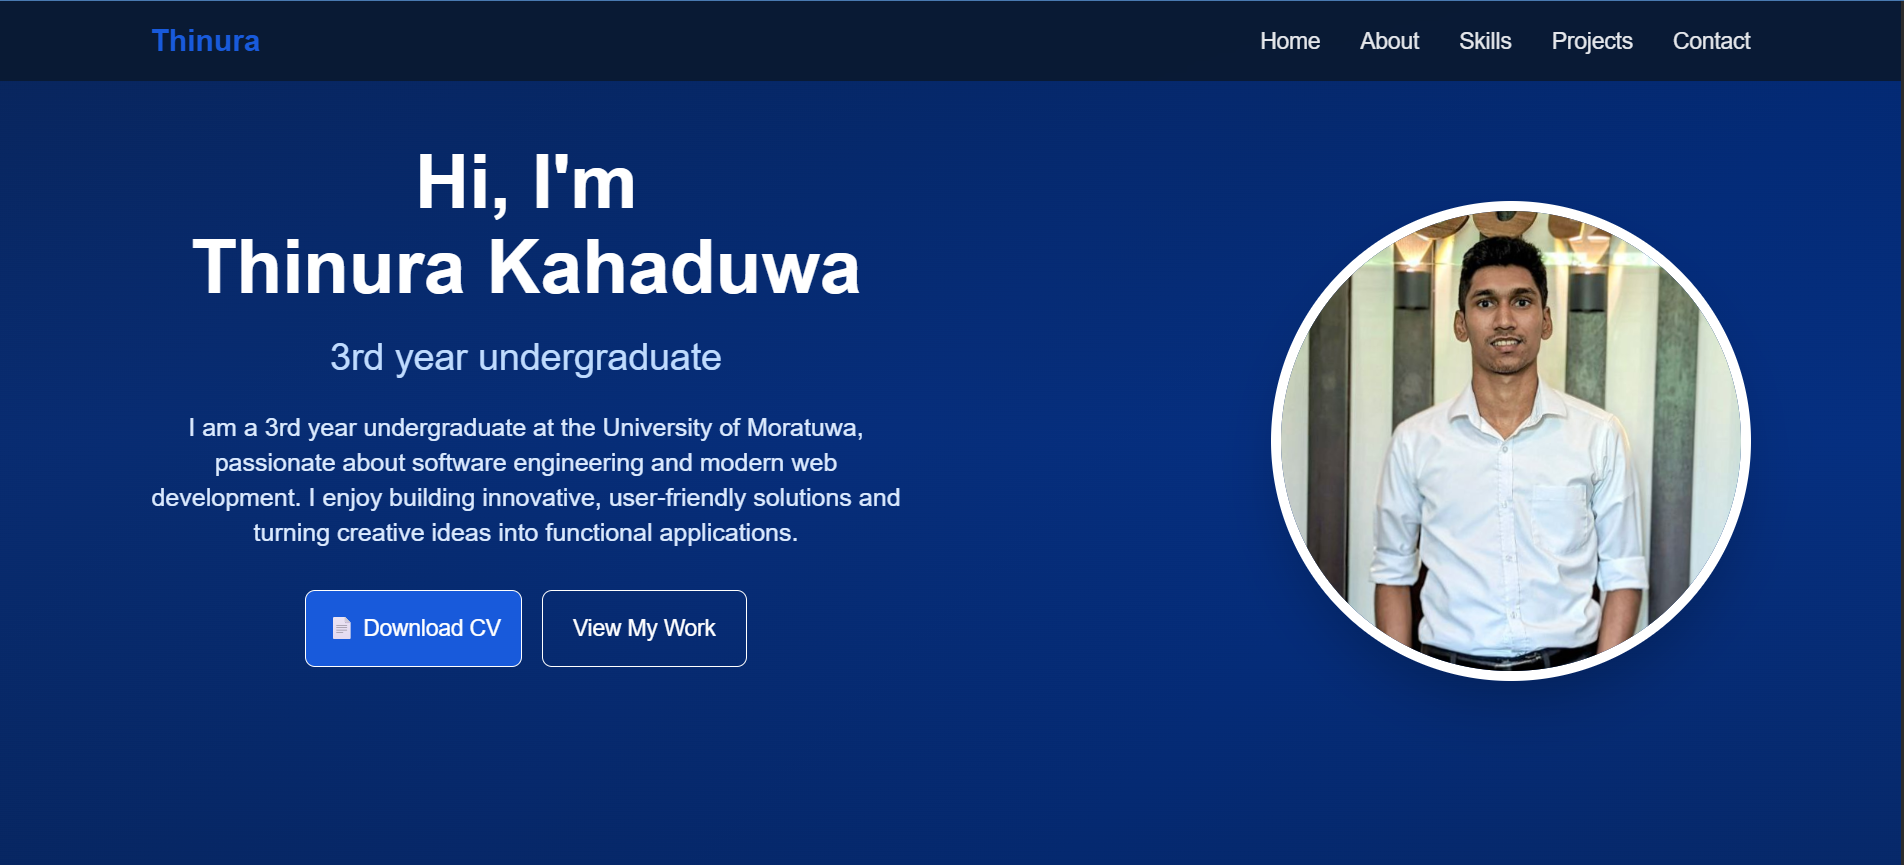 Thinura
Home About Skills Projects Contact
Hi, I'm
Thinura Kahaduwa
3rd year undergraduate
I am a 3rd year undergraduate at the University of Moratuwa,
passionate about software engineering and modern web
development. I enjoy building innovative, user-friendly solutions and
turning creative ideas into functional applications.
Download CV
View My Work